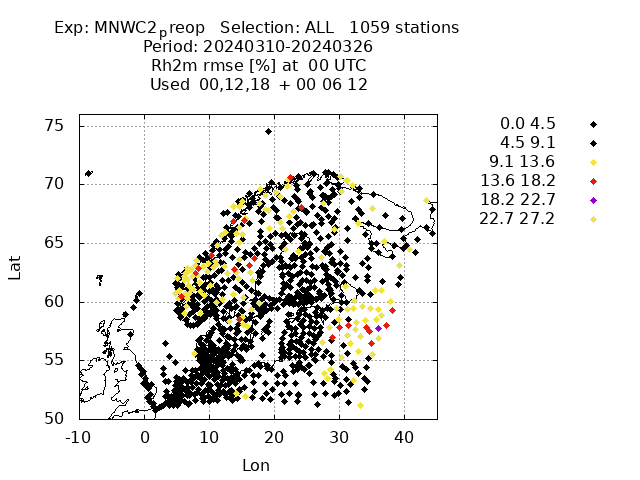 Exp: MNWC2preop   Selection: ALL   1059 stations
Period: 20240310-20240326
Rh2m rmse [%] at  00 UTC
Used  00,12,18  + 00 06 12
0.0 4.5
4.5 9.1
9.1 13.6
13.6 18.2
18.2 22.7
22.7 27.2
75
70
65
60
55
50
Lat
-10 0 10 20 30 40
Lon